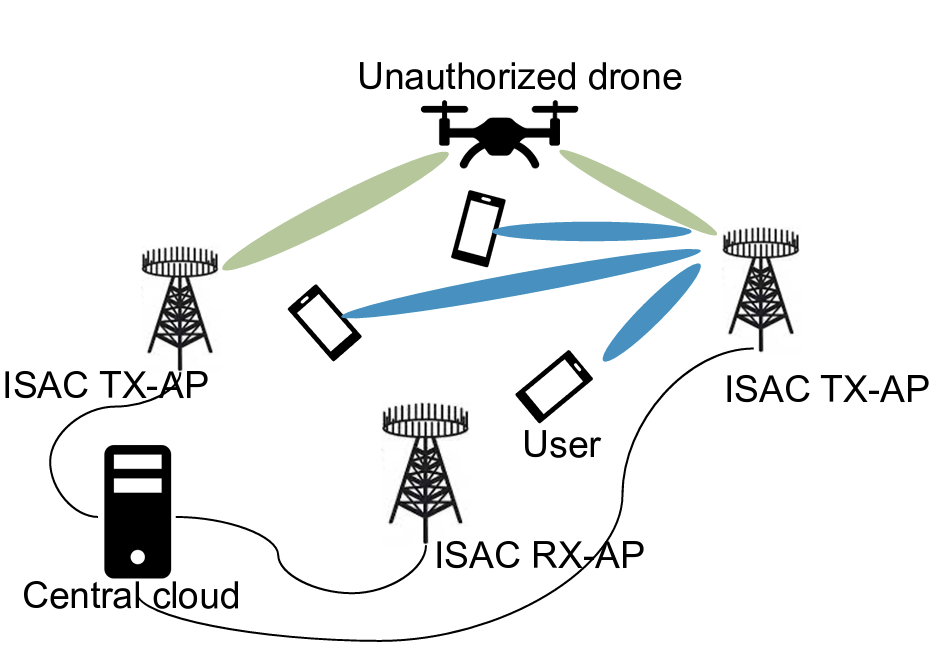 Unauthorized drone
ISAC TX-AP
ISAC TX-AP
User
ISAC RX-AP
Central cloud